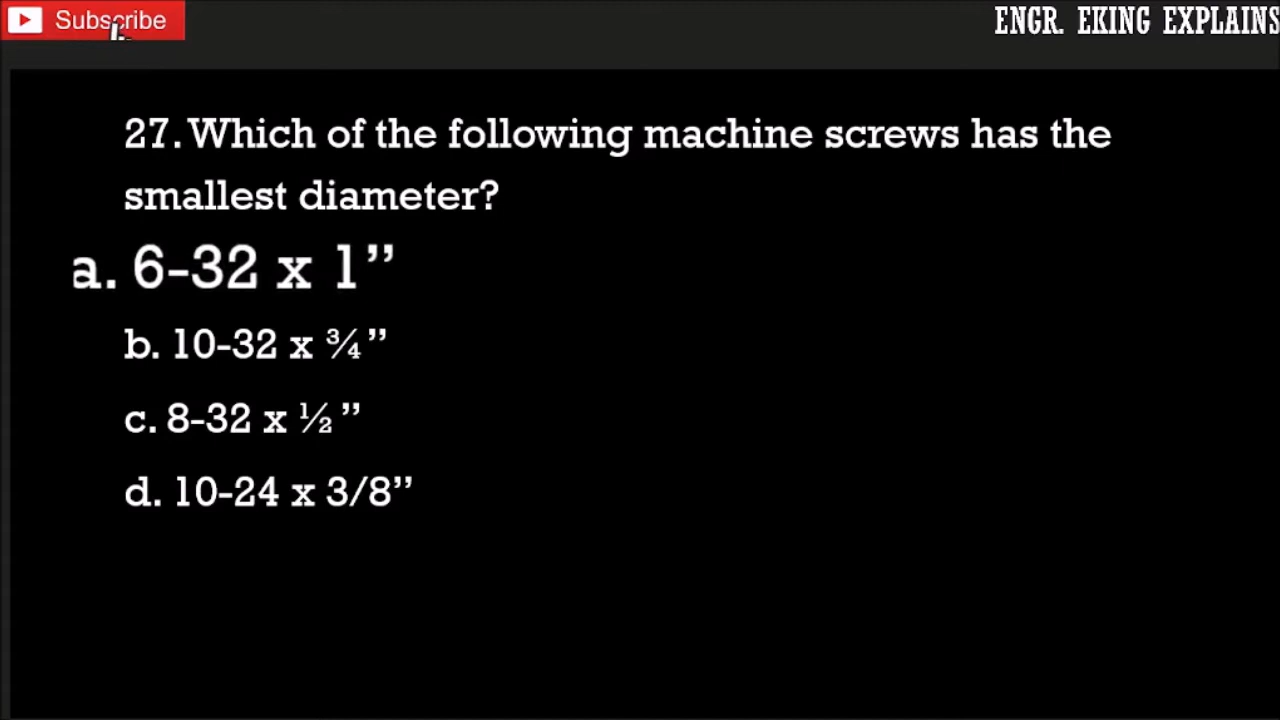 Subscribe
ENGR. EKING EXPLAINS
27. Which of the following machine screws has the
smallest diameter?
a. 6-32 x 1”
b. 10-32 x ¾”
c. 8-32 x ½”
d. 10-24 x 3/8”